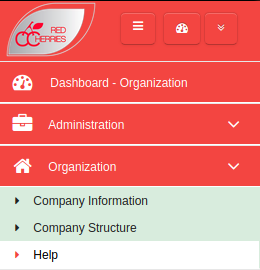 RED
CHERRIES
Dashboard - Organization
Administration
Organization
Company Information
Company Structure
Help